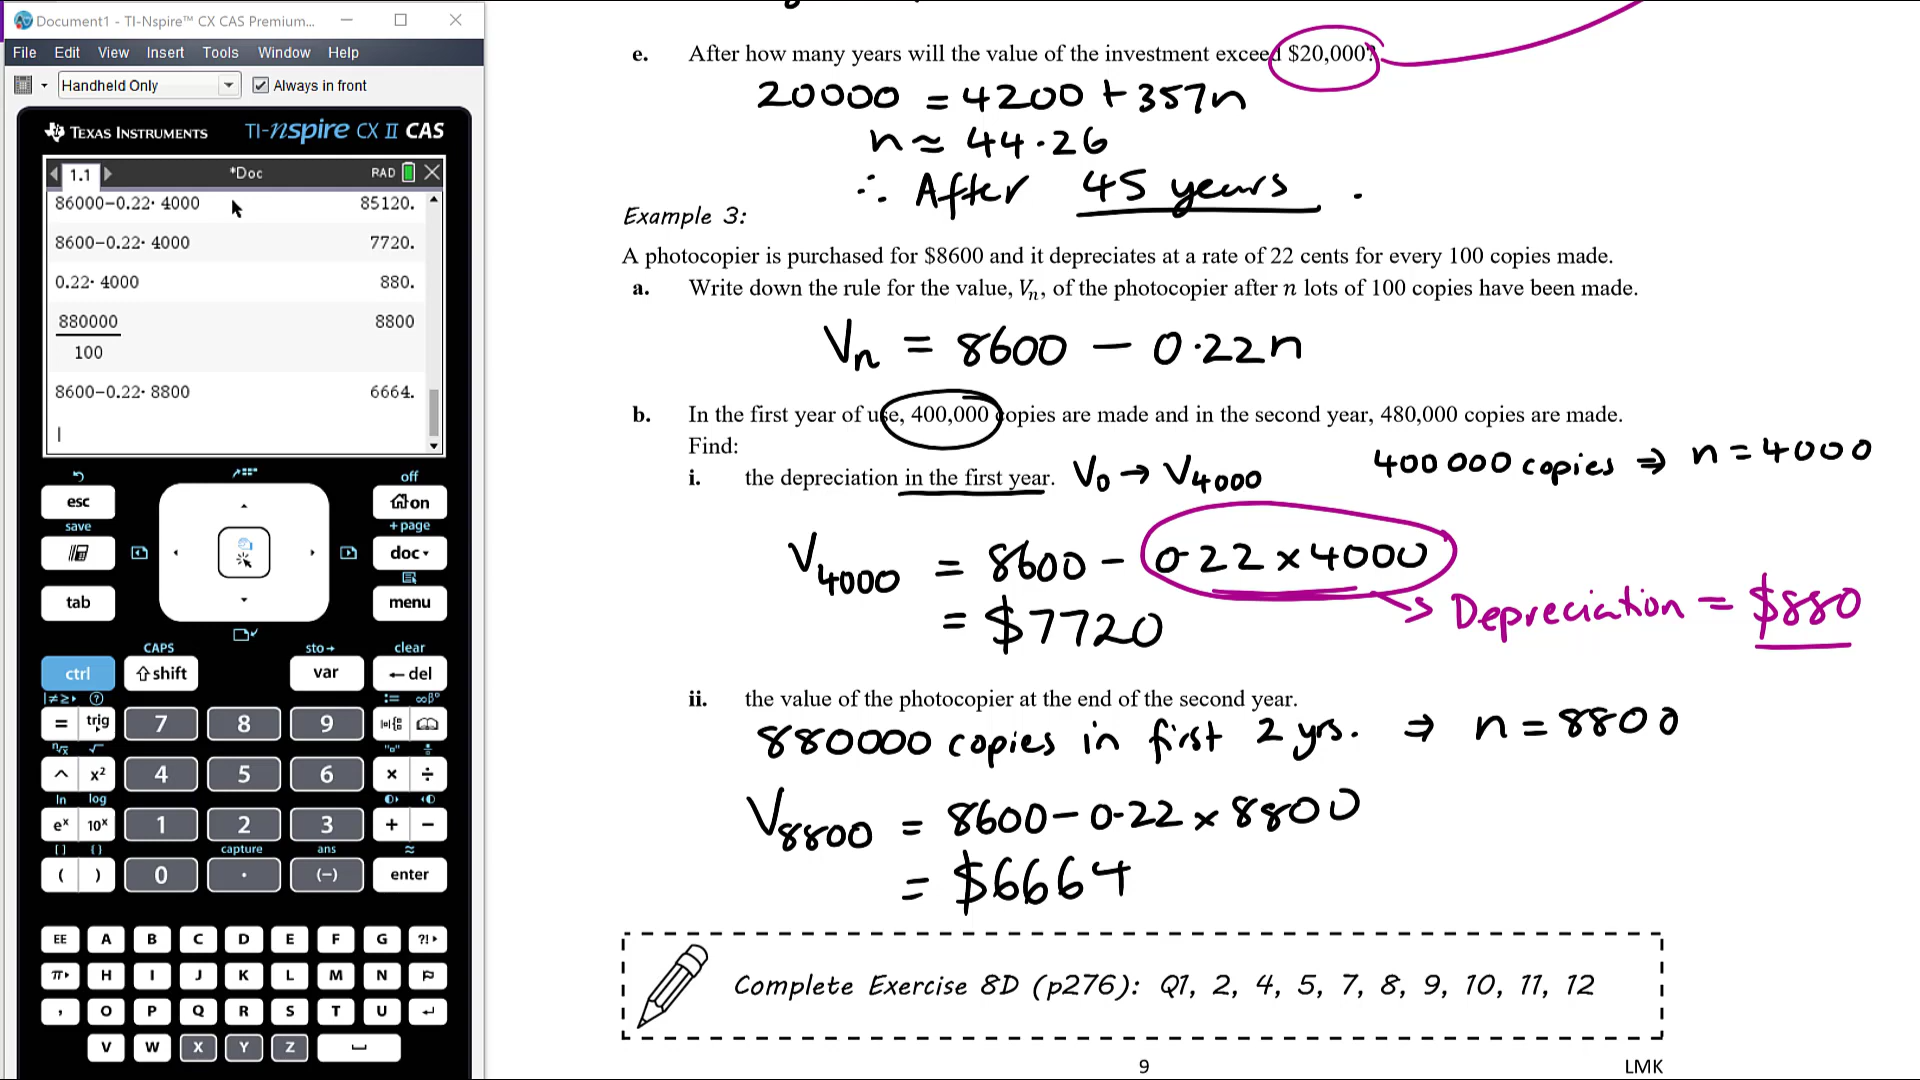 Document1 - TI-Nspire™ CX CAS Premium...
File Edit View Insert Tools Window Help
Handheld Only
Always in front
TEXAS INSTRUMENTS TI-nspire CX II CAS
1.1 *Doc RAD
86000−0.22· 4000 85120.
8600−0.22· 4000 7720.
0.22· 4000 880.
880000
100
8800
8600−0.22· 8800 6664.
off
esc on
save + page
doc
tab menu
CAPS sto→ clear
ctrl shift var ←del
= trig 7 8 9
^ x² 4 5 6 × ÷
ln log
eˣ 10ˣ 1 2 3 + −
[ ] { } capture ans ≈
( ) 0 . (−) enter
EE A B C D E F G ?!▸
π▸ H I J K L M N
, O P Q R S T U
V W X Y Z
e. After how many years will the value of the investment exceed $20,000?
20000 = 4200 + 357n
n ≈ 44.26
∴ After 45 years.
Example 3:
A photocopier is purchased for $8600 and it depreciates at a rate of 22 cents for every 100 copies made.
a. Write down the rule for the value, Vₙ, of the photocopier after n lots of 100 copies have been made.
Vₙ = 8600 − 0.22n
b. In the first year of use, 400,000 copies are made and in the second year, 480,000 copies are made.
Find:
400 000 copies ⇒ n = 4000
i. the depreciation in the first year. V₀ → V₄₀₀₀
V₄₀₀₀ = 8600 − 0.22 × 4000
= $7720
Depreciation = $880
ii. the value of the photocopier at the end of the second year.
880000 copies in first 2 yrs. ⇒ n = 8800
V₈₈₀₀ = 8600 − 0.22 × 8800
= $6664
Complete Exercise 8D (p276): Q1, 2, 4, 5, 7, 8, 9, 10, 11, 12
9 LMK